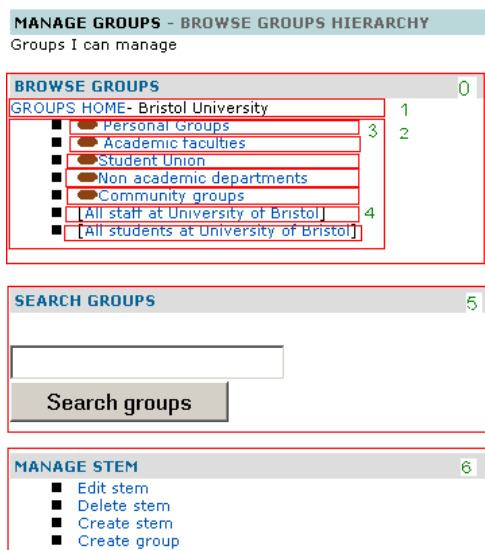 MANAGE GROUPS - BROWSE GROUPS HIERARCHY
Groups I can manage
BROWSE GROUPS 0
GROUPS HOME- Bristol University 1
Personal Groups 3 2
Academic faculties
Student Union
Non academic departments
Community groups
[All staff at University of Bristol] 4
[All students at University of Bristol]
SEARCH GROUPS 5
Search groups
MANAGE STEM 6
Edit stem
Delete stem
Create stem
Create group